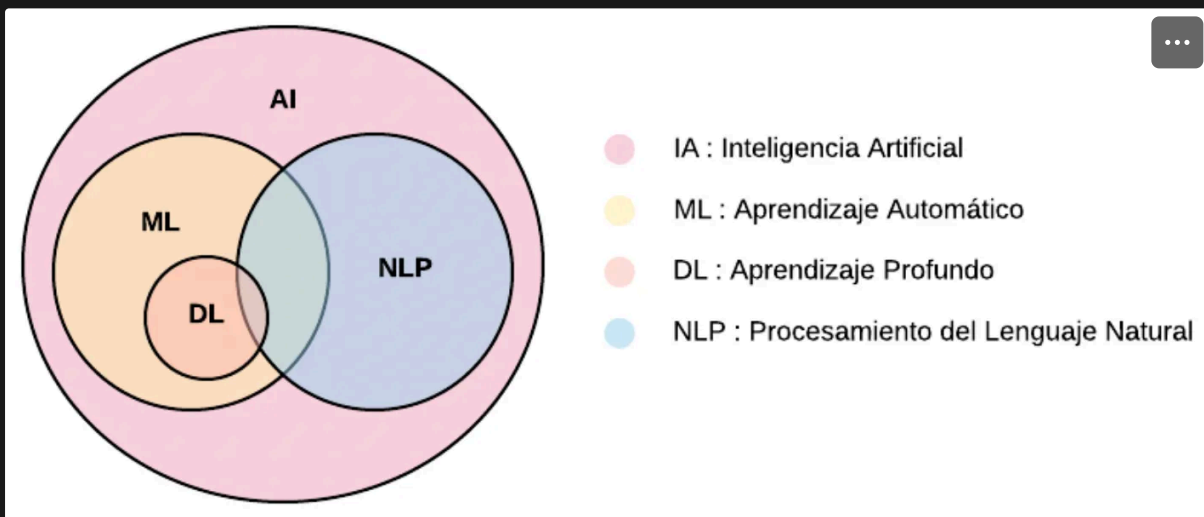 AI
ML
NLP
DL
IA : Inteligencia Artificial
ML : Aprendizaje Automático
DL : Aprendizaje Profundo
NLP : Procesamiento del Lenguaje Natural